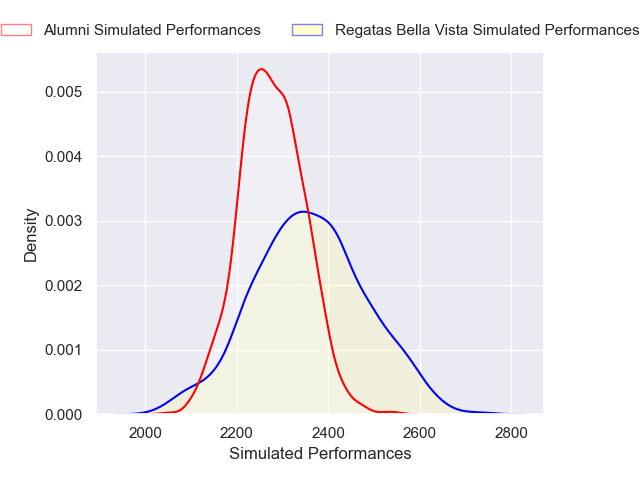 Alumni Simulated Performances Regatas Bella Vista Simulated Performances
0.005
0.004
0.003
0.002
0.001
0.000
Density
2000 2200 2400 2600 2800
Simulated Performances